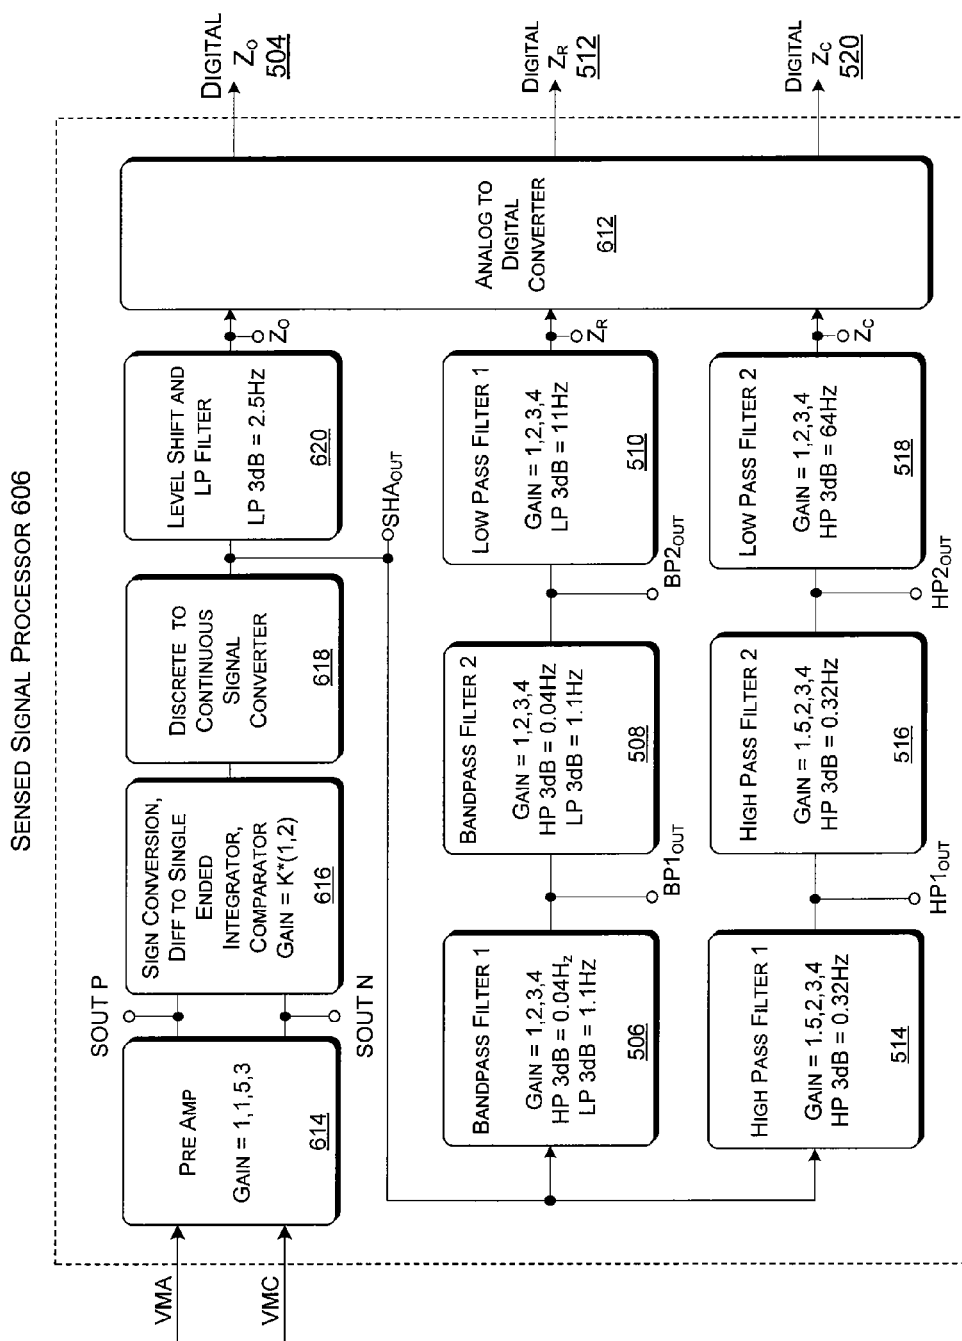 SENSED SIGNAL PROCESSOR 606
VMA
VMC
PRE AMP
GAIN = 1,1,5,3
614
SOUT P
SOUT N
SIGN CONVERSION,
DIFF TO SINGLE
ENDED
INTEGRATOR,
COMPARATOR
GAIN = K*(1,2)
616
DISCRETE TO
CONTINUOUS
SIGNAL
CONVERTER
618
SHAOUT
LEVEL SHIFT AND
LP FILTER
LP 3dB = 2.5HZ
620
ZO
BANDPASS FILTER 1
GAIN = 1,2,3,4
HP 3dB = 0.04HZ
LP 3dB = 1.1HZ
506
BP1OUT
BANDPASS FILTER 2
GAIN = 1,2,3,4
HP 3dB = 0.04HZ
LP 3dB = 1.1HZ
508
BP2OUT
LOW PASS FILTER 1
GAIN = 1,2,3,4
LP 3dB = 11HZ
510
ZR
HIGH PASS FILTER 1
GAIN = 1.5,2,3,4
HP 3dB = 0.32HZ
514
HP1OUT
HIGH PASS FILTER 2
GAIN = 1.5,2,3,4
HP 3dB = 0.32HZ
516
HP2OUT
LOW PASS FILTER 2
GAIN = 1,2,3,4
HP 3dB = 64HZ
518
ZC
ANALOG TO
DIGITAL
CONVERTER
612
DIGITAL
ZO
504
DIGITAL
ZR
512
DIGITAL
ZC
520